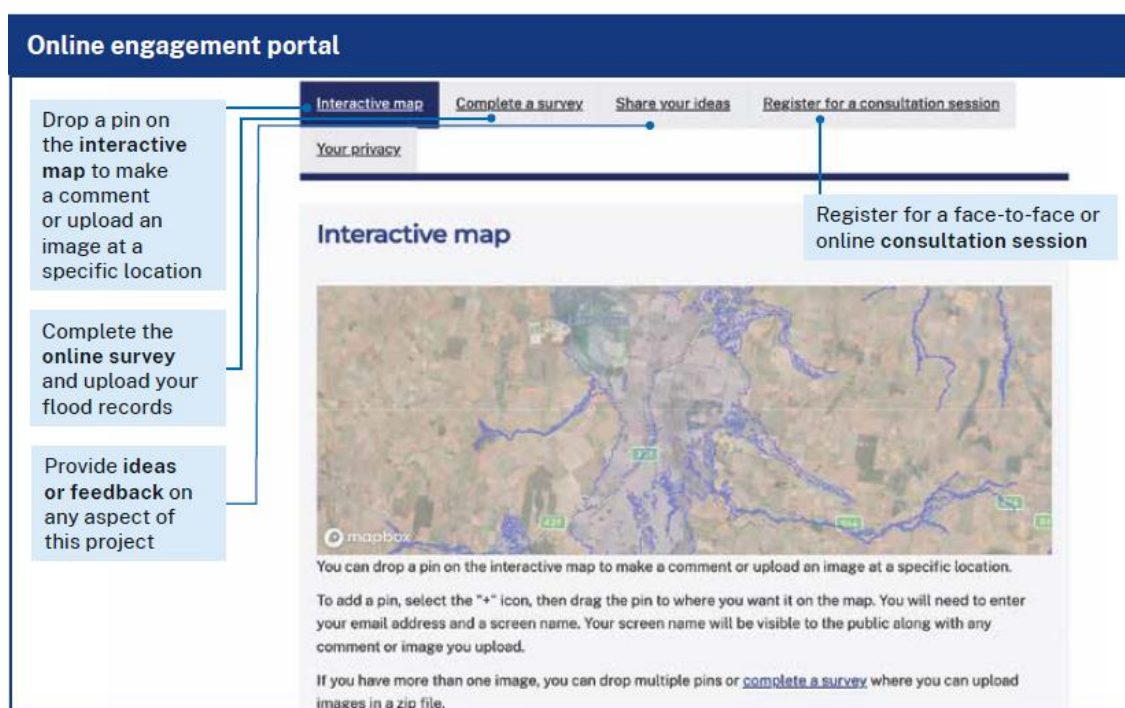 Online engagement portal
Drop a pin on
the interactive
map to make
a comment
or upload an
image at a
specific location
Complete the
online survey
and upload your
flood records
Provide ideas
or feedback on
any aspect of
this project
Interactive map Complete a survey Share your ideas Register for a consultation session
Your privacy
Register for a face-to-face or
online consultation session
Interactive map
mapbox
You can drop a pin on the interactive map to make a comment or upload an image at a specific location.
To add a pin, select the "+" icon, then drag the pin to where you want it on the map. You will need to enter
your email address and a screen name. Your screen name will be visible to the public along with any
comment or image you upload.
If you have more than one image, you can drop multiple pins or complete a survey where you can upload
images in a zip file.